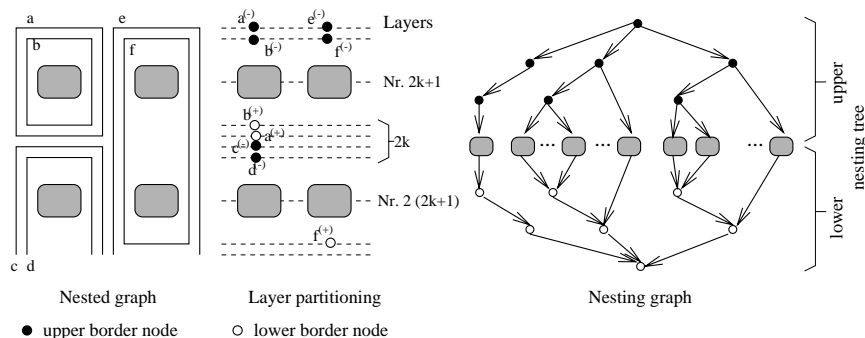 a e a(-) e(-) Layers
b f b(-) f(-)
Nr. 2k+1
b(+)
a(+)
c(-) 2k
d(-)
Nr. 2 (2k+1)
f(+)
c d
... ... ...
upper
lower
nesting tree
Nested graph Layer partitioning Nesting graph
upper border node lower border node